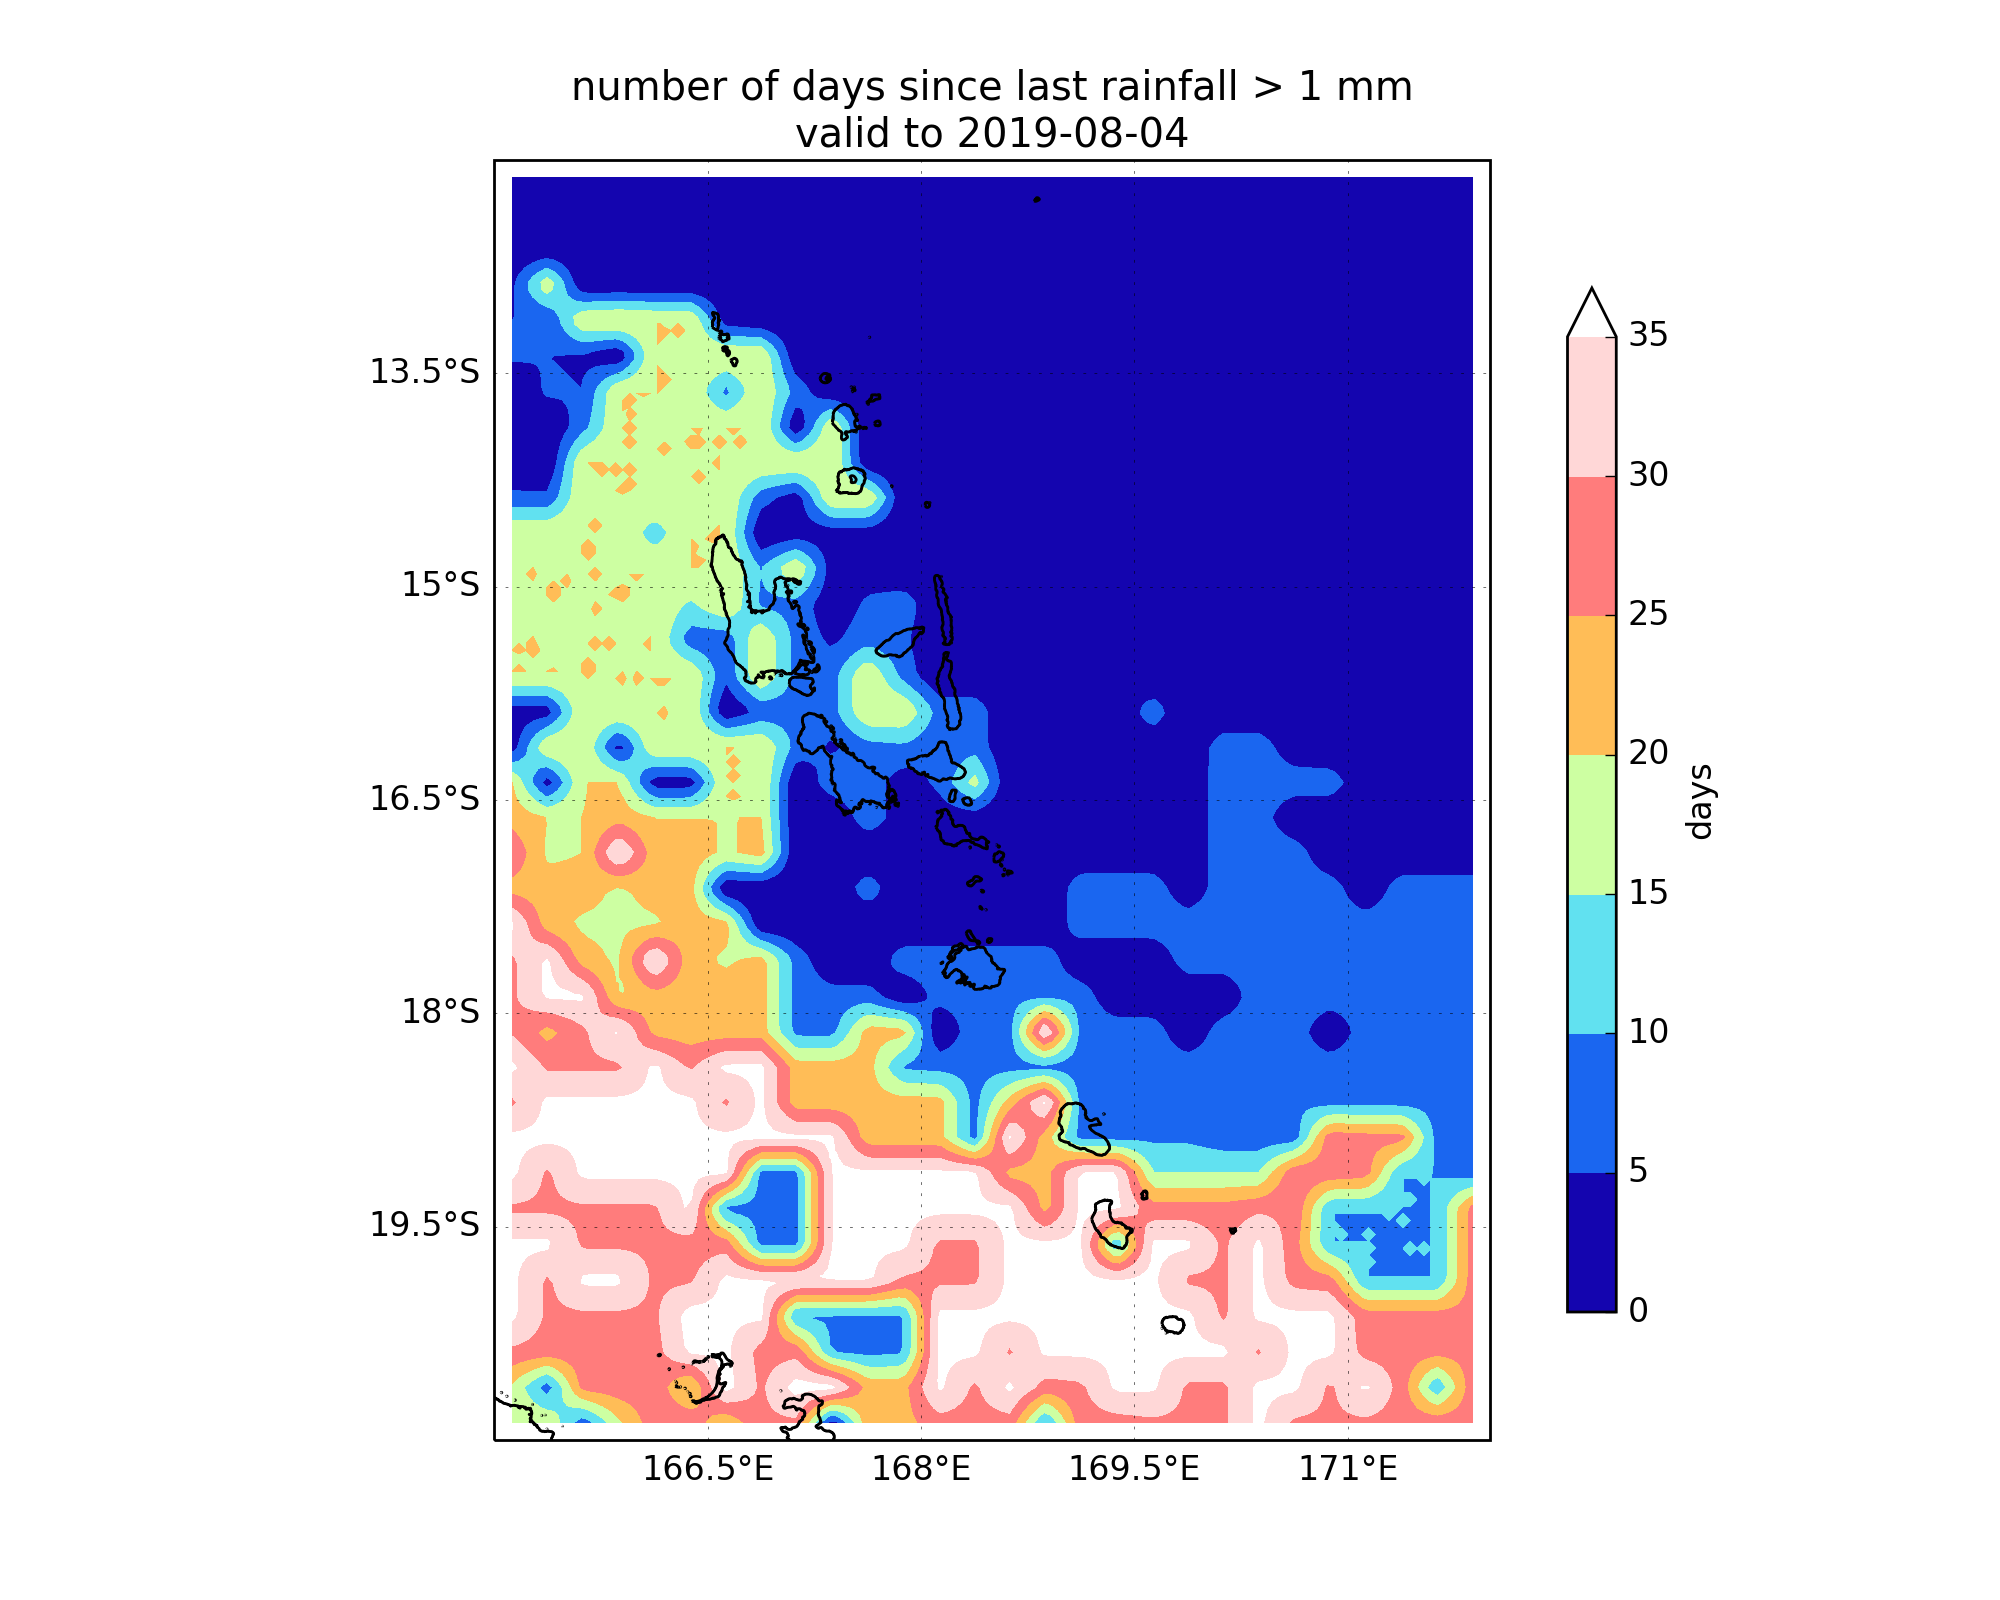 number of days since last rainfall > 1 mm
valid to 2019-08-04
13.5°S
15°S
16.5°S
18°S
19.5°S
166.5°E
168°E
169.5°E
171°E
35
30
25
20
15
10
5
0
days